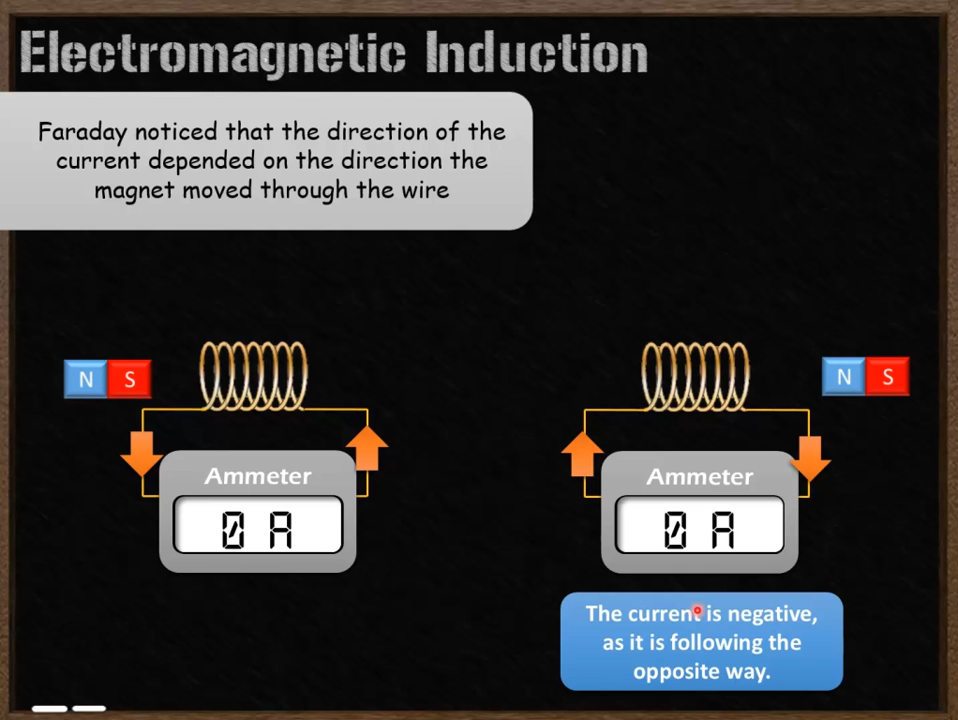 Electromagnetic Induction
Faraday noticed that the direction of the
current depended on the direction the
magnet moved through the wire
N S
N S
Ammeter
0 A
Ammeter
0 A
The current is negative,
as it is following the
opposite way.